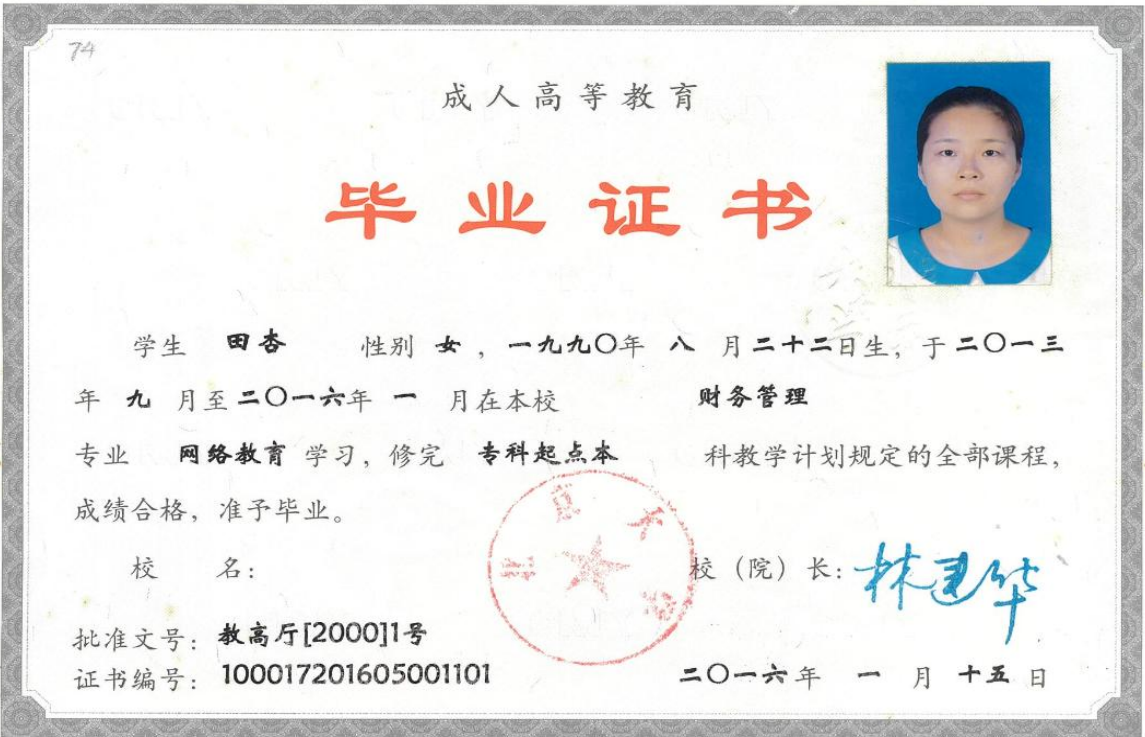 74
成人高等教育
毕业证书
学生 田杏 性别 女，一九九〇年 八 月二十二日生，于二〇一三
年 九 月至二〇一六年 一 月在本校 财务管理
专业 网络教育 学习，修完 专科起点本 科教学计划规定的全部课程，
成绩合格，准予毕业。
北京大学
校 名： 校（院）长：林建华
批准文号：教高厅[2000]1号
证书编号：100017201605001101 二〇一六年 一 月 十五 日